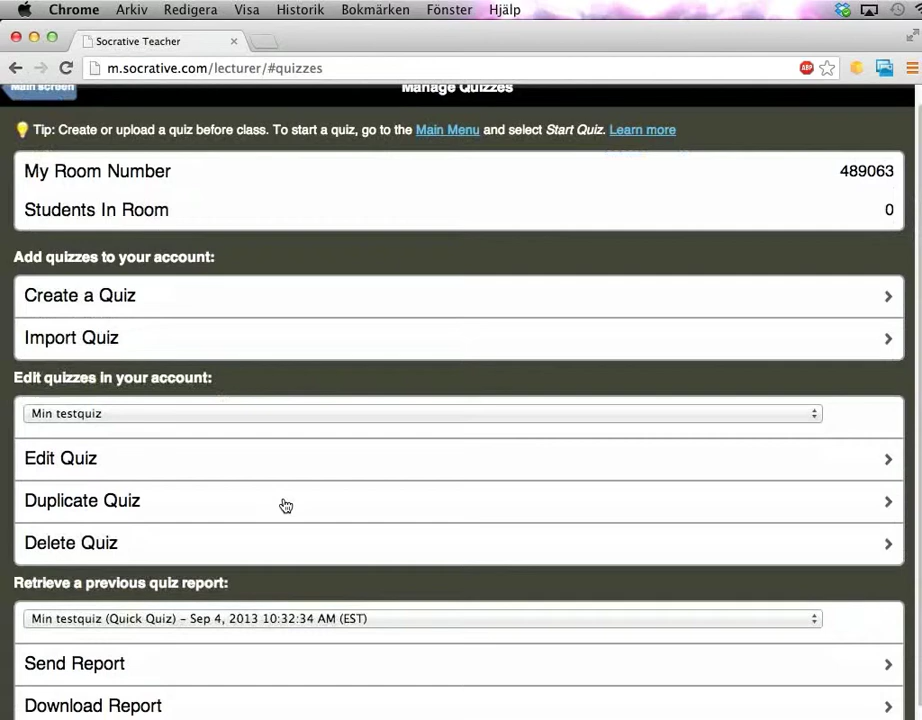 Chrome Arkiv Redigera Visa Historik Bokmärken Fönster Hjälp
Socrative Teacher
m.socrative.com/lecturer/#quizzes
ABP
Main screen
Manage Quizzes
Tip: Create or upload a quiz before class. To start a quiz, go to the Main Menu and select Start Quiz. Learn more
My Room Number 489063
Students In Room 0
Add quizzes to your account:
Create a Quiz
Import Quiz
Edit quizzes in your account:
Min testquiz
Edit Quiz
Duplicate Quiz
Delete Quiz
Retrieve a previous quiz report:
Min testquiz (Quick Quiz) – Sep 4, 2013 10:32:34 AM (EST)
Send Report
Download Report